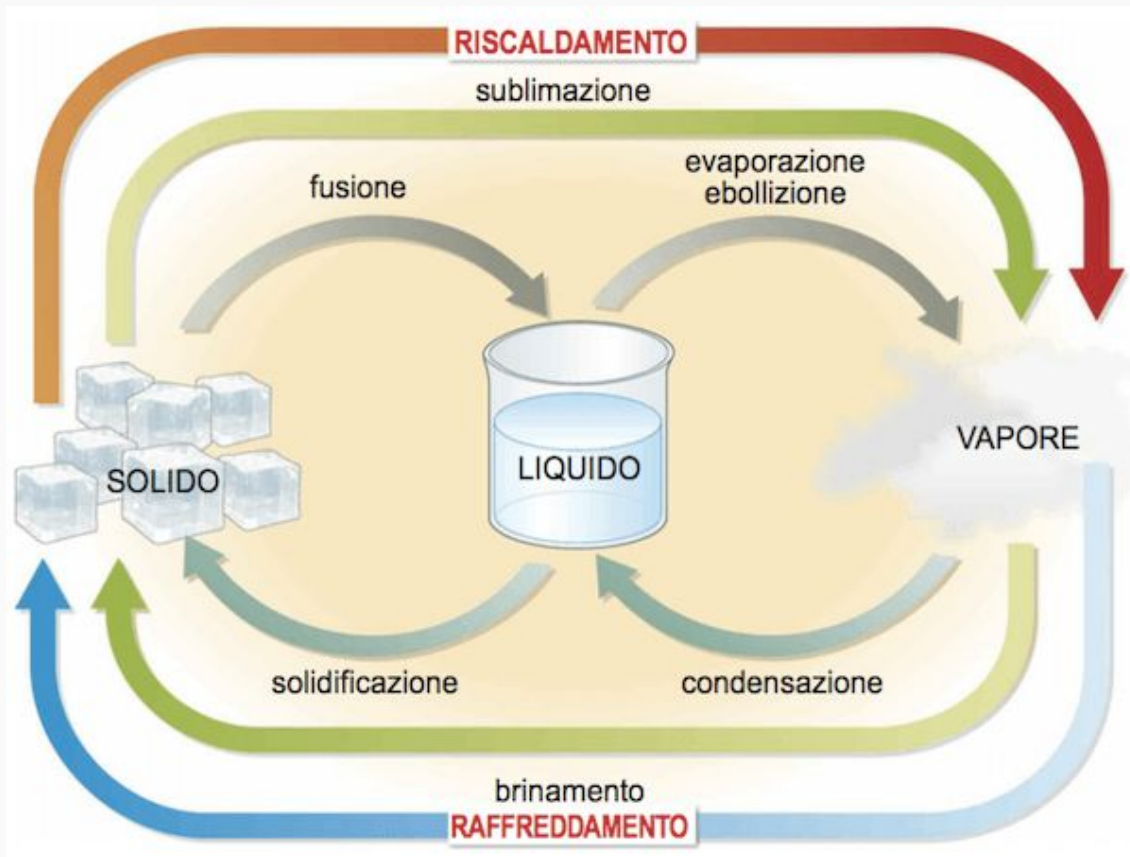 RISCALDAMENTO
sublimazione
fusione
evaporazione
ebollizione
SOLIDO
LIQUIDO
VAPORE
solidificazione
condensazione
brinamento
RAFFREDDAMENTO